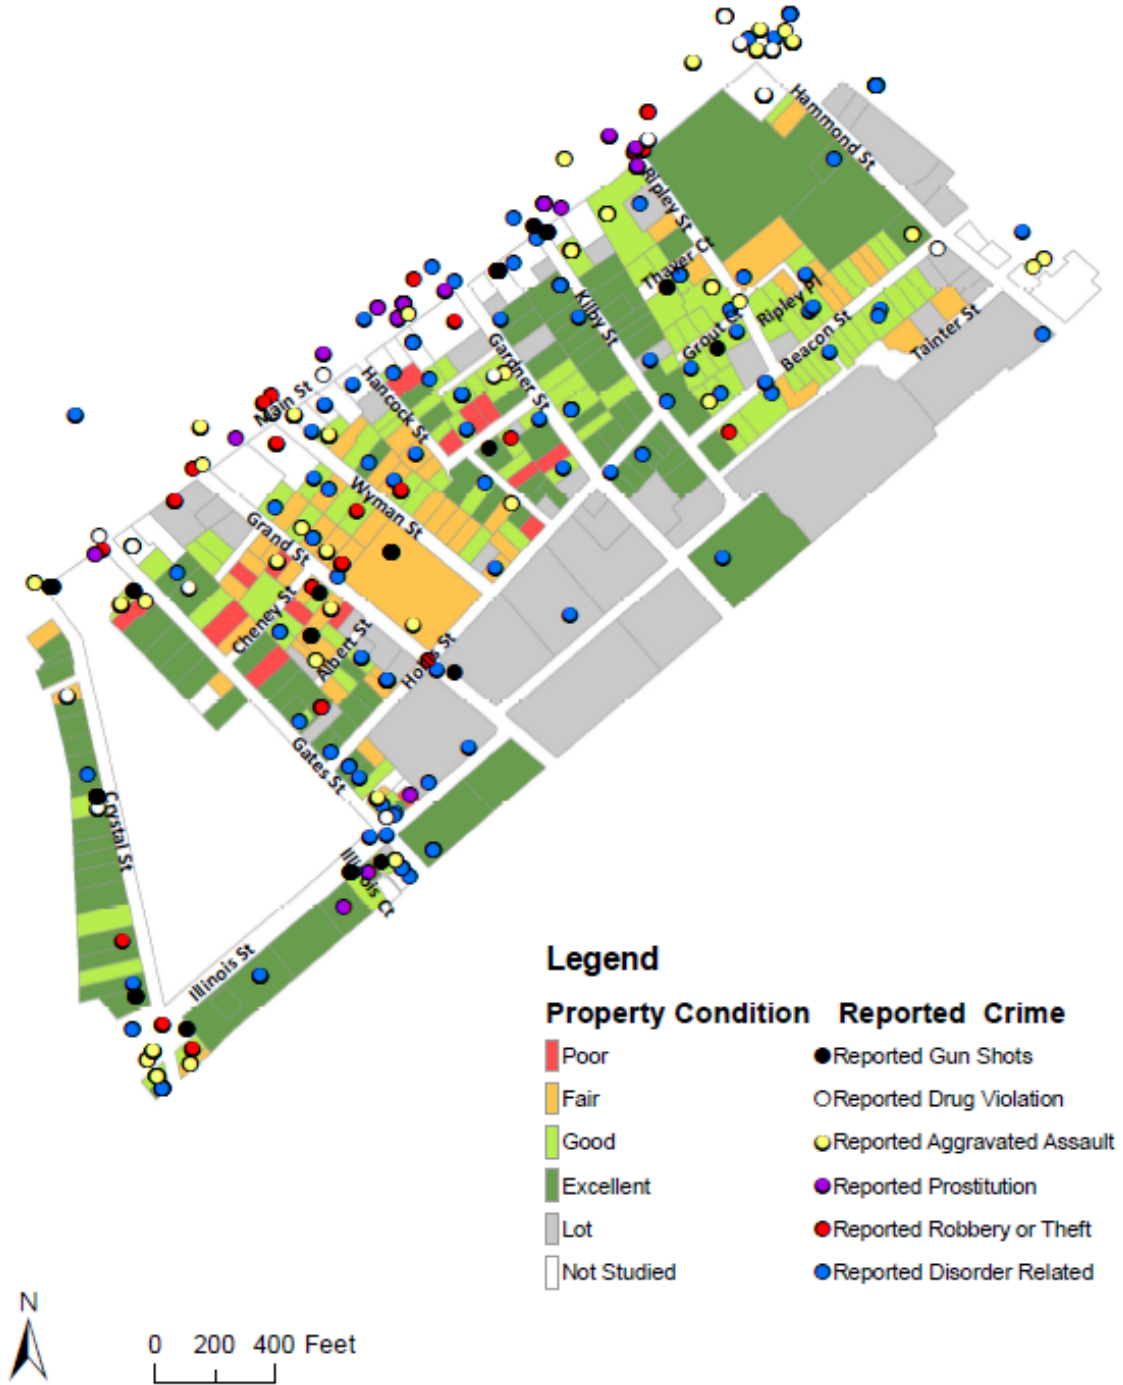 Hammond St
Ripley St
Thayer Ct
Kilby St
Ripley Pl
Grout Ct
Beacon St
Tainter St
Gardner St
Main St
Hancock St
Wyman St
Grand St
Cheney St
Albert St
Hollis St
Gates St
Crystal St
Illinois Ct
Illinois St
Legend
Property Condition Reported Crime
Poor Reported Gun Shots
Fair Reported Drug Violation
Good Reported Aggravated Assault
Excellent Reported Prostitution
Lot Reported Robbery or Theft
Not Studied Reported Disorder Related
N
0 200 400 Feet